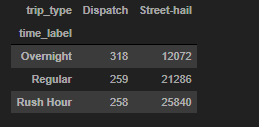 trip_type Dispatch Street-hail
time_label
Overnight 318 12072
Regular 259 21286
Rush Hour 258 25840